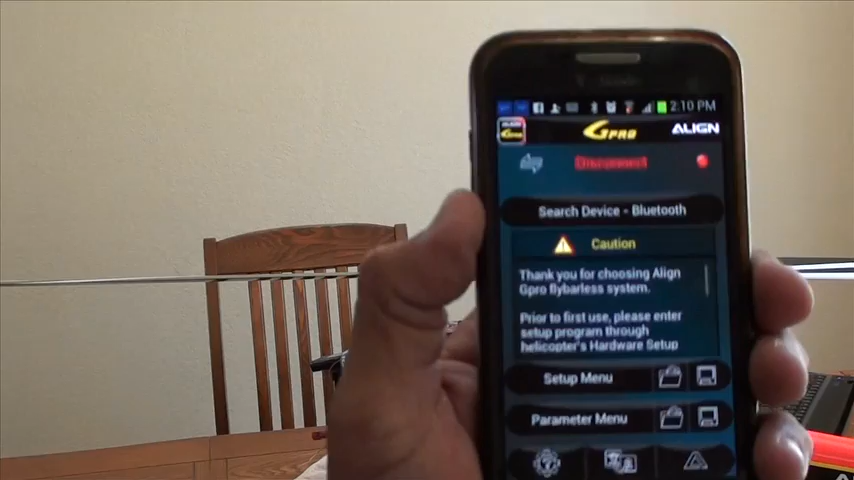 2:10 PM
GPRO ALIGN
Disconnect
Search Device - Bluetooth
Caution
Thank you for choosing Align
Gpro flybarless system.
Prior to first use, please enter
setup program through
helicopter's Hardware Setup
Setup Menu
Parameter Menu